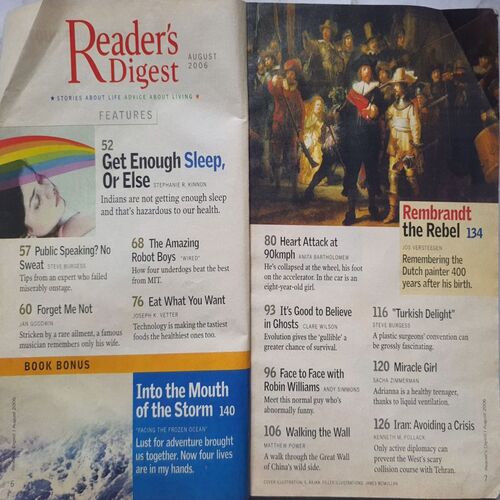 Reader's
Digest
AUGUST
2006
★ STORIES ABOUT LIFE ADVICE ABOUT LIVING ★
FEATURES
52
Get Enough Sleep,
Or Else STEPHANIE R. KINNON
Indians are not getting enough sleep
and that's hazardous to our health.
57 Public Speaking? No
Sweat STEVE BURGESS
Tips from an expert who failed
miserably onstage.
60 Forget Me Not
JAN GOODWIN
Stricken by a rare ailment, a famous
musician remembers only his wife.
68 The Amazing
Robot Boys "WIRED"
How four underdogs beat the best
from MIT.
76 Eat What You Want
JOSEPH K. VETTER
Technology is making the tastiest
foods the healthiest ones too.
BOOK BONUS
Into the Mouth
of the Storm 140
"FACING THE FROZEN OCEAN"
Lust for adventure brought
us together. Now four lives
are in my hands.
6
Rembrandt
the Rebel 134
JOS VERSTEEGEN
Remembering the
Dutch painter 400
years after his birth.
80 Heart Attack at
90kmph ANITA BARTHOLOMEW
He's collapsed at the wheel, his foot
on the accelerator. In the car is an
eight-year-old girl.
93 It's Good to Believe
in Ghosts CLARE WILSON
Evolution gives the 'gullible' a
greater chance of survival.
96 Face to Face with
Robin Williams ANDY SIMMONS
Meet this normal guy who's
abnormally funny.
106 Walking the Wall
MATTHEW POWER
A walk through the Great Wall
of China's wild side.
116 "Turkish Delight"
STEVE BURGESS
A plastic surgeons' convention can
be grossly fascinating.
120 Miracle Girl
SACHA ZIMMERMAN
Adrianna is a healthy teenager,
thanks to liquid ventilation.
126 Iran: Avoiding a Crisis
KENNETH M. POLLACK
Only active diplomacy can
prevent the West's scary
collision course with Tehran.
COVER ILLUSTRATION: K. RAJAN; FILLER ILLUSTRATIONS: JAMES MCMULLAN
Reader's Digest / August 2006